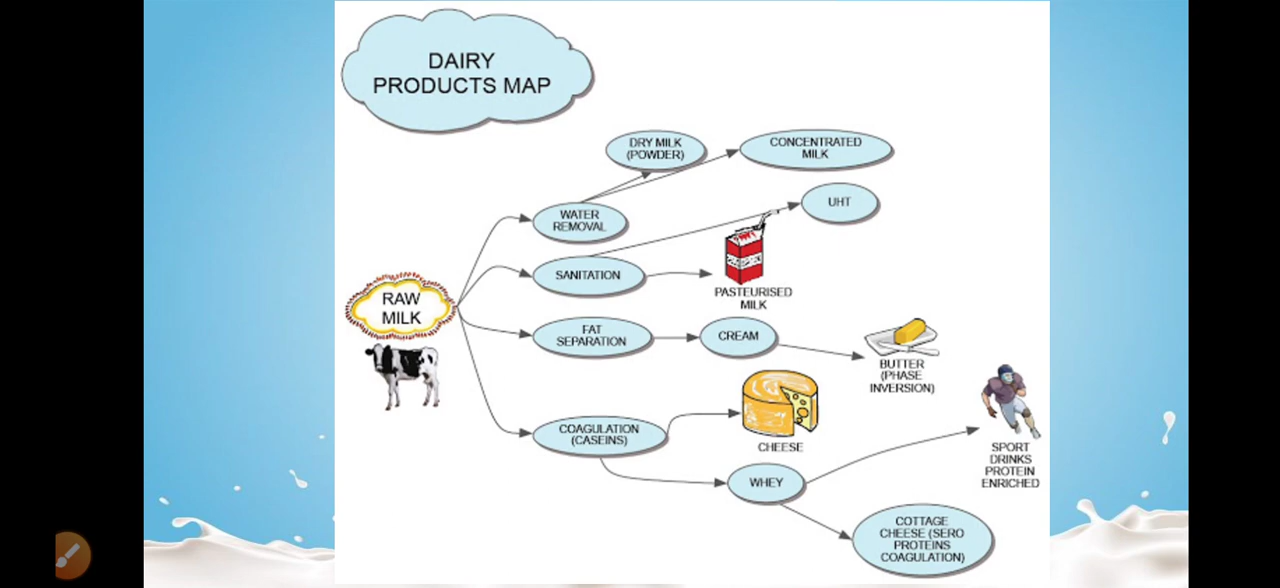 DAIRY
PRODUCTS MAP
DRY MILK
(POWDER)
CONCENTRATED
MILK
WATER
REMOVAL
UHT
SANITATION
PASTEURISED
MILK
RAW
MILK
FAT
SEPARATION
CREAM
BUTTER
(PHASE
INVERSION)
COAGULATION
(CASEINS)
CHEESE
WHEY
SPORT
DRINKS
PROTEIN
ENRICHED
COTTAGE
CHEESE (SERO
PROTEINS
COAGULATION)